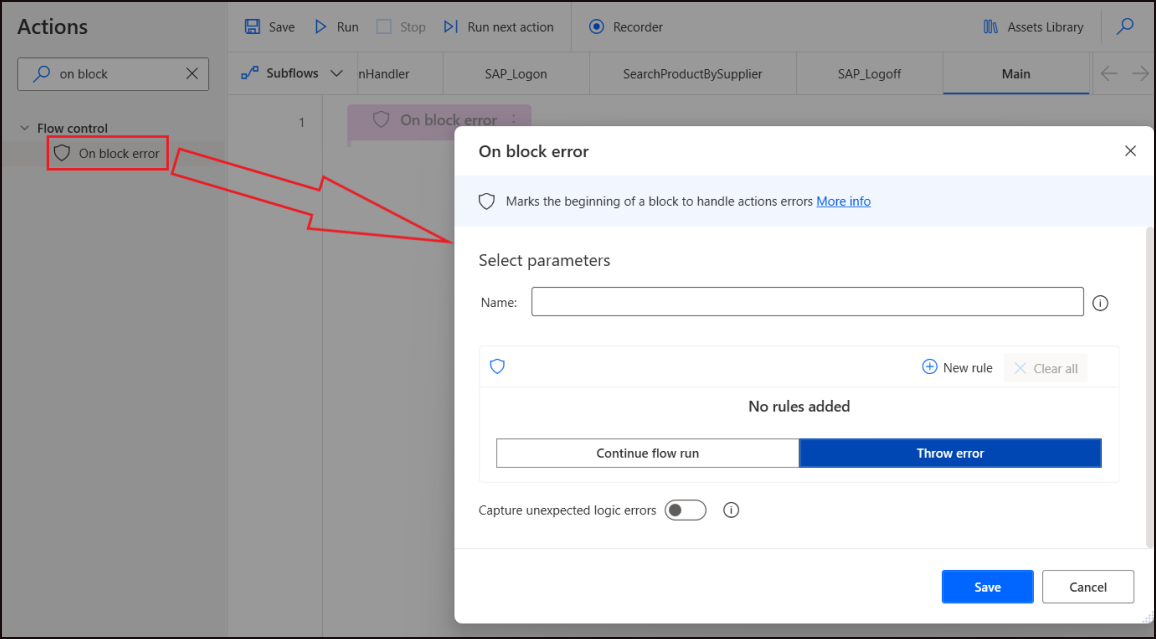 Actions
Save Run Stop Run next action Recorder Assets Library
on block
Subflows nHandler SAP_Logon SearchProductBySupplier SAP_Logoff Main
Flow control
On block error
1 On block error
On block error
Marks the beginning of a block to handle actions errors More info
Select parameters
Name:
New rule Clear all
No rules added
Continue flow run Throw error
Capture unexpected logic errors
Save Cancel